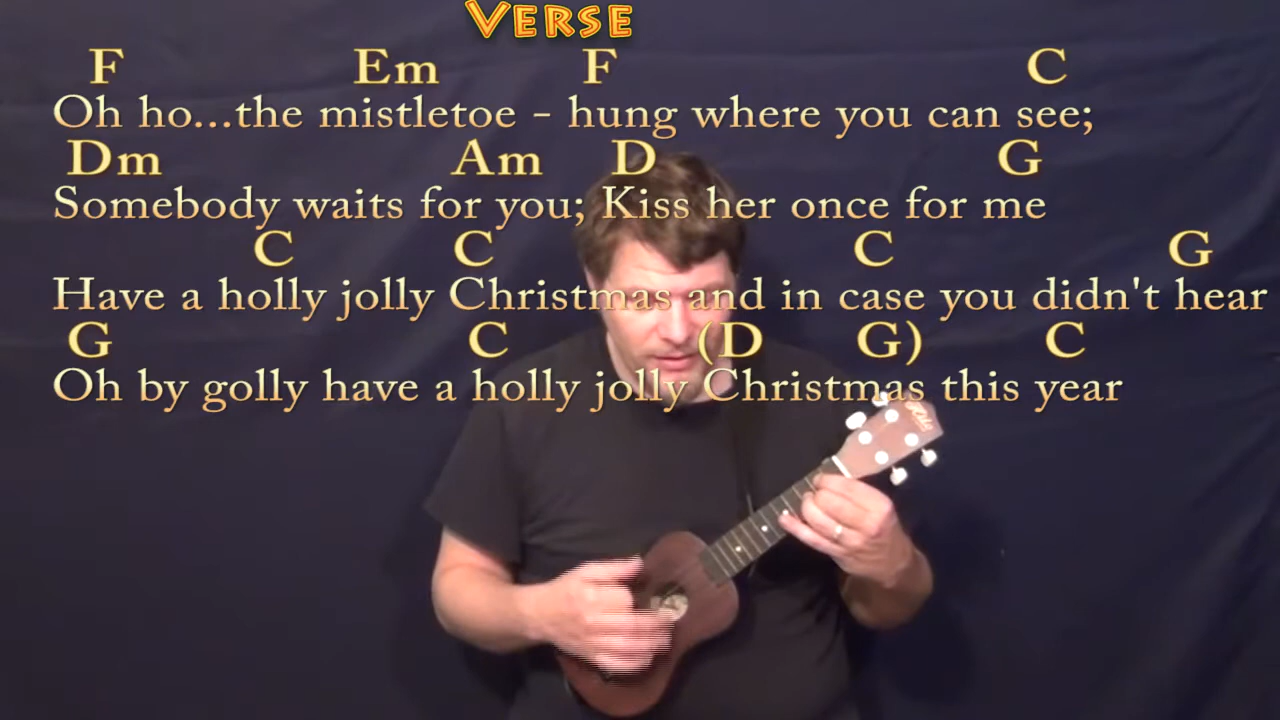 VERSE
F Em F C
Oh ho...the mistletoe - hung where you can see;
Dm Am D G
Somebody waits for you; Kiss her once for me
C C C G
Have a holly jolly Christmas and in case you didn't hear
G C (D G) C
Oh by golly have a holly jolly Christmas this year